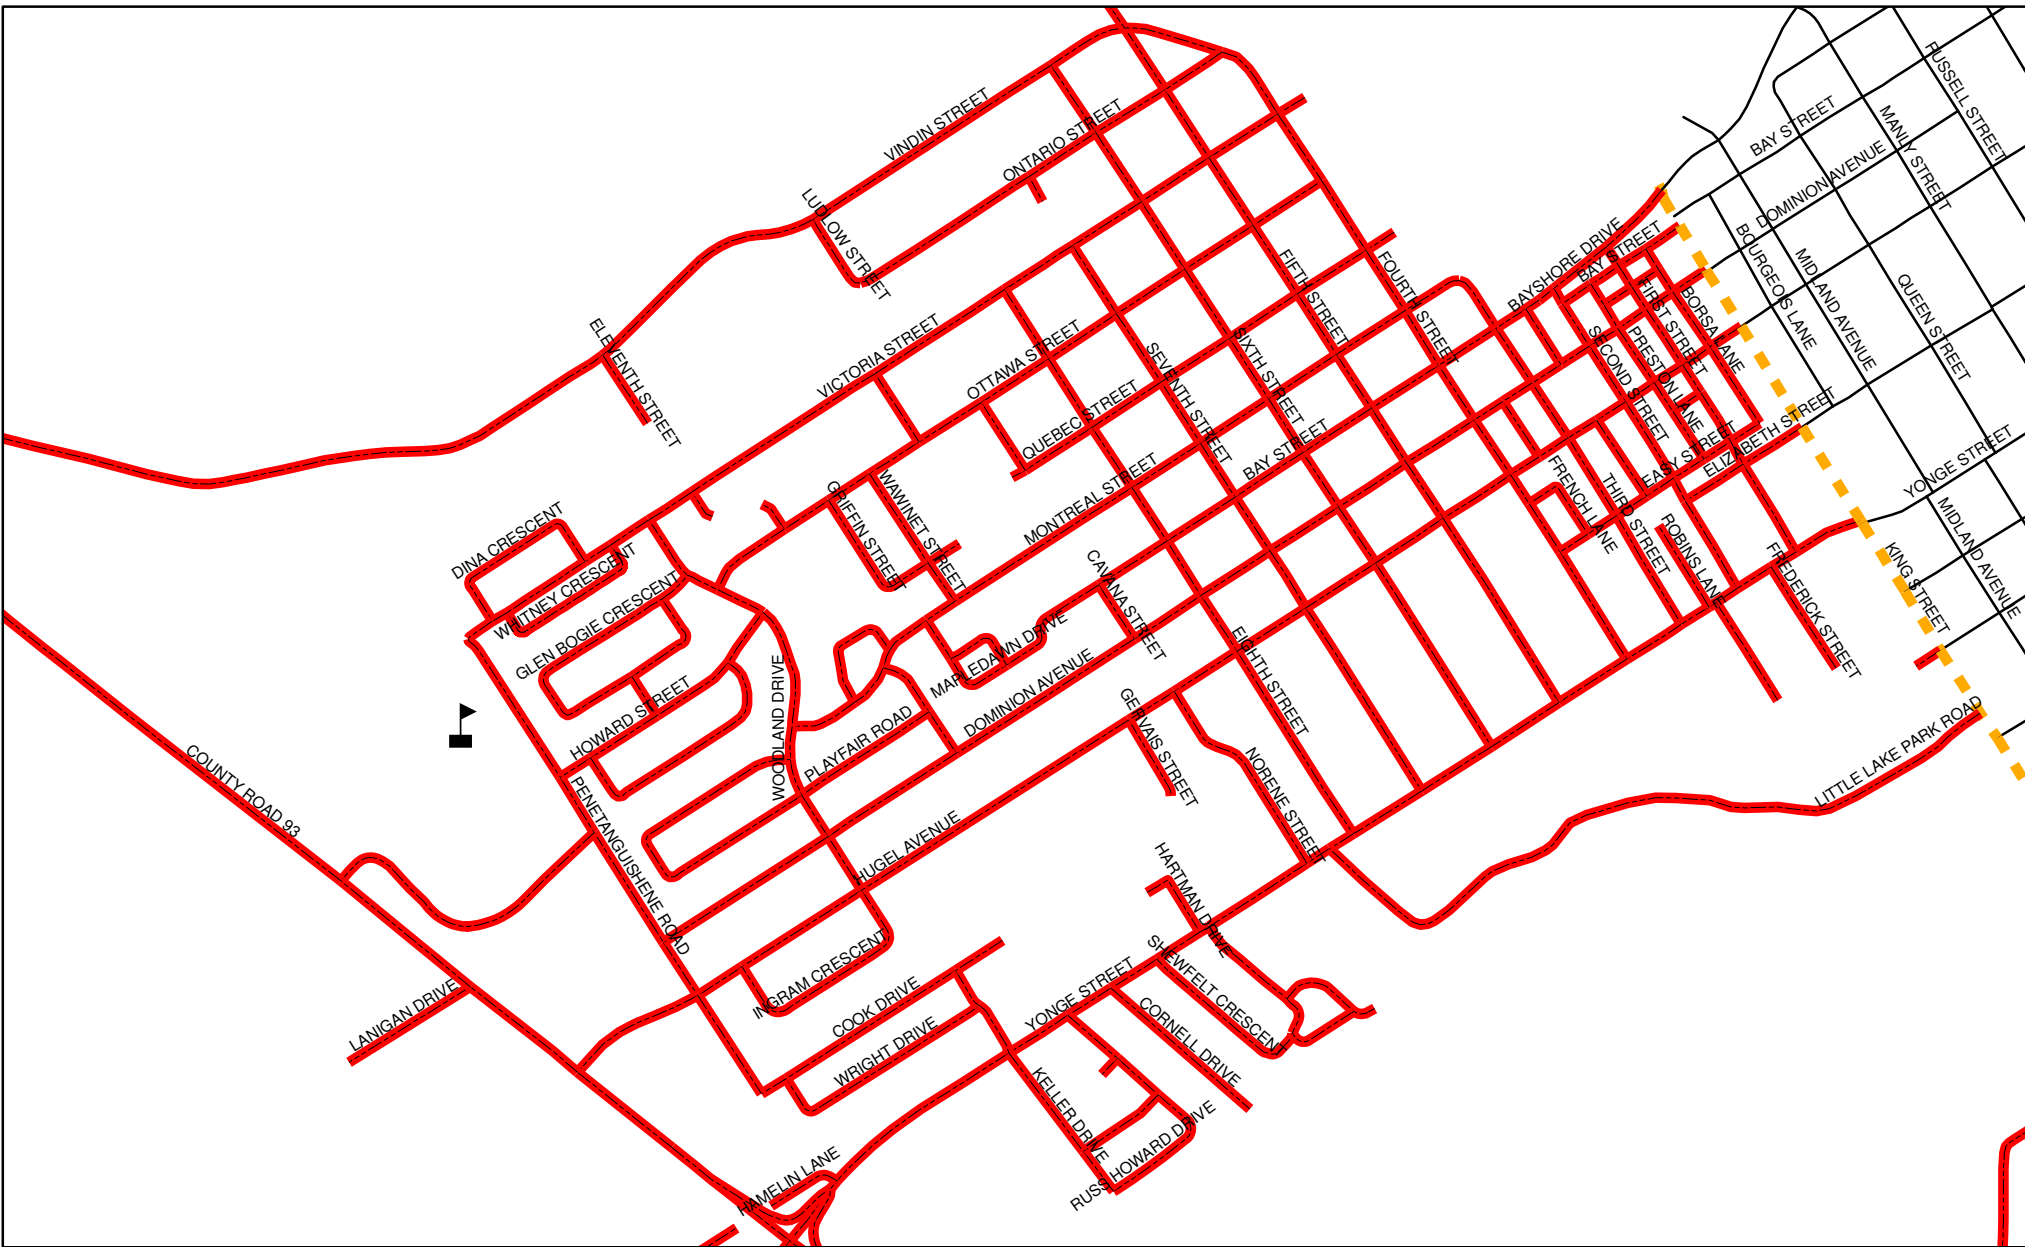 RUSSELL STREET
VINDIN STREET
ONTARIO STREET
BAY STREET
MANLY STREET
DOMINION AVENUE
LUDLOW STREET
BAYSHORE DRIVE
BAY STREET
BOURGEOIS LANE
MIDLAND AVENUE
FIFTH STREET
FOURTH STREET
QUEEN STREET
FIRST STREET
BORSA LANE
ELEVENTH STREET
VICTORIA STREET
OTTAWA STREET
SEVENTH STREET
SIXTH STREET
SECOND STREET
PRESTON LANE
QUEBEC STREET
BAY STREET
EASY STREET
ELIZABETH STREET
YONGE STREET
MONTREAL STREET
WAWINET STREET
GRIFFIN STREET
FRENCH LANE
THIRD STREET
ROBINS LANE
MIDLAND AVENUE
DINA CRESCENT
WHITNEY CRESCENT
GLEN BOGIE CRESCENT
CAVANA STREET
KING STREET
FREDERICK STREET
MAPLEDAWN DRIVE
EIGHTH STREET
HOWARD STREET
WOODLAND DRIVE
DOMINION AVENUE
PLAYFAIR ROAD
GERVAIS STREET
LITTLE LAKE PARK ROAD
COUNTY ROAD 93
PENETANGUISHENE ROAD
NORENE STREET
HUGEL AVENUE
HARTMAN DRIVE
INGRAM CRESCENT
SHEWFELT CRESCENT
LANIGAN DRIVE
COOK DRIVE
YONGE STREET
CORNELL DRIVE
WRIGHT DRIVE
KELLER DRIVE
RUSS HOWARD DRIVE
HAMELIN LANE